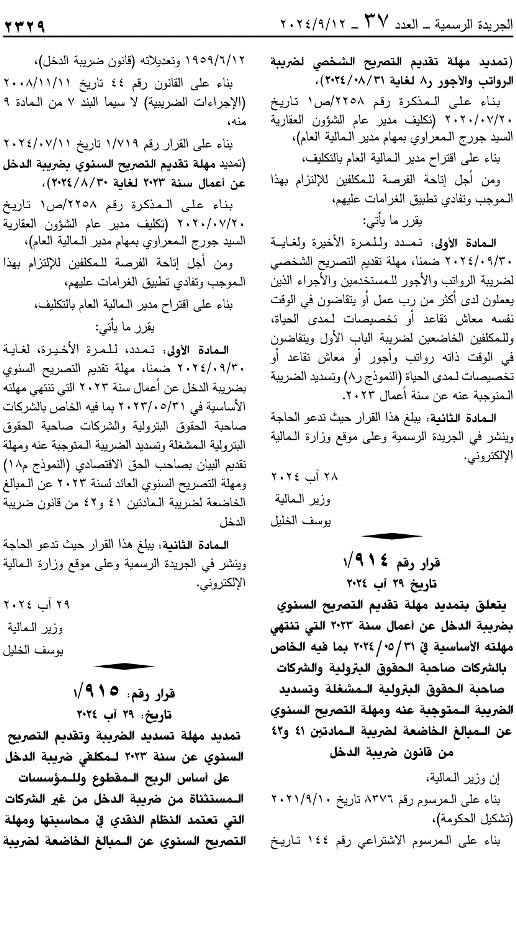 الجريدة الرسمية ـ العدد ٣٧ ـ ٢٠٢٤/٩/١٢
٢٣٢٩
(تمديد مهلة تقديم التصريح الشخصي لضريبة
الرواتب والأجور ر٨ لغاية ٢٠٢٤/٠٨/٣١)،
بناء على المذكرة رقم ٢٢٥٨/ص١ تاريخ
٢٠٢٠/٠٧/٢٠ (تكليف مدير عام الشؤون العقارية
السيد جورج المعراوي بمهام مدير المالية العام)،
بناء على اقتراح مدير المالية العام بالتكليف،
ومن أجل إتاحة الفرصة للمكلفين للإلتزام بهذا
الموجب وتفادي تطبيق الغرامات عليهم،
يقرر ما يأتي:
المادة الأولى: تمدد وللمرة الأخيرة ولغاية
٢٠٢٤/٠٩/٣٠ ضمنا، مهلة تقديم التصريح الشخصي
لضريبة الرواتب والأجور للمستخدمين والأجراء الذين
يعملون لدى أكثر من رب عمل أو يتقاضون في الوقت
نفسه معاش تقاعد أو تخصيصات لمدى الحياة،
وللمكلفين الخاضعين لضريبة الباب الأول ويتقاضون
في الوقت ذاته رواتب وأجور أو معاش تقاعد أو
تخصيصات لمدى الحياة (النموذج ر٨) وتسديد الضريبة
المتوجبة عنه عن سنة أعمال ٢٠٢٣.
المادة الثانية: يبلغ هذا القرار حيث تدعو الحاجة
وينشر في الجريدة الرسمية وعلى موقع وزارة المالية
الإلكتروني.
٢٨ آب ٢٠٢٤
وزير المالية
يوسف الخليل
قرار رقم ٩١٤/١
تاريخ ٢٩ آب ٢٠٢٤
يتعلق بتمديد مهلة تقديم التصريح السنوي
بضريبة الدخل عن أعمال سنة ٢٠٢٣ التي تنتهي
مهلته الأساسية في ٢٠٢٤/٠٥/٣١ بما فيه الخاص
بالشركات صاحبة الحقوق البترولية والشركات
صاحبة الحقوق البترولية المشغلة وتسديد
الضريبة المتوجبة عنه ومهلة التصريح السنوي
عن المبالغ الخاضعة لضريبة المادتين ٤١ و٤٢
من قانون ضريبة الدخل
إن وزير المالية،
بناء على المرسوم رقم ٨٣٧٦ تاريخ ٢٠٢١/٩/١٠
(تشكيل الحكومة)،
بناء على المرسوم الاشتراعي رقم ١٤٤ تاريخ
١٩٥٩/٦/١٢ وتعديلاته (قانون ضريبة الدخل)،
بناء على القانون رقم ٤٤ تاريخ ٢٠٠٨/١١/١١
(الإجراءات الضريبية) لا سيما البند ٧ من المادة ٩
منه،
بناء على القرار رقم ٧١٩/١ تاريخ ٢٠٢٤/٠٧/١١
(تمديد مهلة تقديم التصريح السنوي بضريبة الدخل
عن أعمال سنة ٢٠٢٣ لغاية ٢٠٢٤/٨/٣٠)،
بناء على المذكرة رقم ٢٢٥٨/ص١ تاريخ
٢٠٢٠/٠٧/٢٠ (تكليف مدير عام الشؤون العقارية
السيد جورج المعراوي بمهام مدير المالية العام)،
ومن أجل إتاحة الفرصة للمكلفين للإلتزام بهذا
الموجب وتفادي تطبيق الغرامات عليهم،
بناء على اقتراح مدير المالية العام بالتكليف،
يقرر ما يأتي:
المادة الأولى: تمدد، للمرة الأخيرة، لغاية
٢٠٢٤/٠٩/٣٠ ضمنا، مهلة تقديم التصريح السنوي
بضريبة الدخل عن أعمال سنة ٢٠٢٣ التي تنتهي مهلته
الأساسية في ٢٠٢٣/٠٥/٣١ بما فيه الخاص بالشركات
صاحبة الحقوق البترولية والشركات صاحبة الحقوق
البترولية المشغلة وتسديد الضريبة المتوجبة عنه ومهلة
تقديم البيان بصاحب الحق الاقتصادي (النموذج م١٨)
ومهلة التصريح السنوي العائد لسنة ٢٠٢٣ عن المبالغ
الخاضعة لضريبة المادتين ٤١ و٤٢ من قانون ضريبة
الدخل
المادة الثانية: يبلغ هذا القرار حيث تدعو الحاجة
وينشر في الجريدة الرسمية وعلى موقع وزارة المالية
الإلكتروني.
٢٩ آب ٢٠٢٤
وزير المالية
يوسف الخليل
قرار رقم: ٩١٥/١
تاريخ: ٢٩ آب ٢٠٢٤
تمديد مهلة تسديد الضريبة وتقديم التصريح
السنوي عن سنة ٢٠٢٣ لمكلفي ضريبة الدخل
على أساس الربح المقطوع وللمؤسسات
المستثناة من ضريبة الدخل من غير الشركات
التي تعتمد النظام النقدي في محاسبتها ومهلة
التصريح السنوي عن المبالغ الخاضعة لضريبة